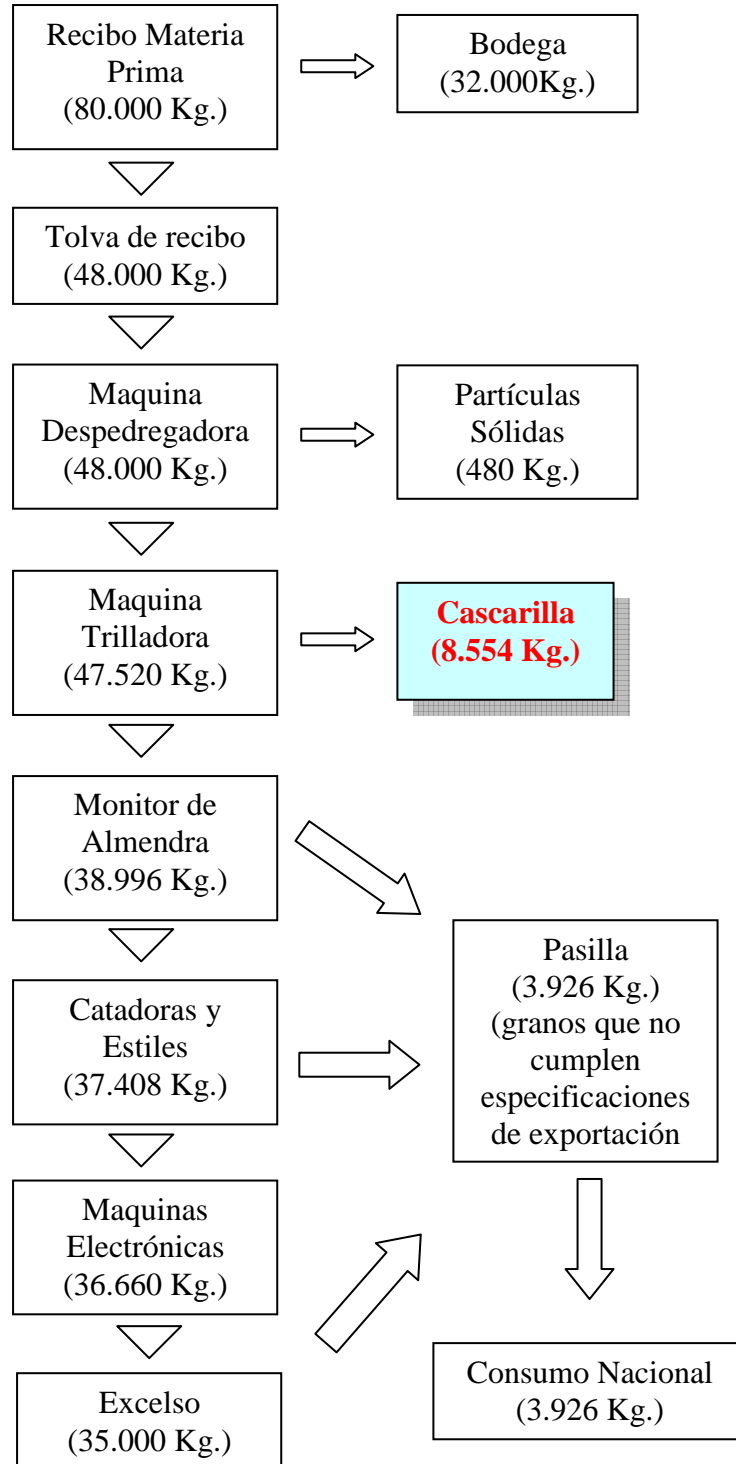 Recibo Materia
Prima
(80.000 Kg.)
Bodega
(32.000Kg.)
Tolva de recibo
(48.000 Kg.)
Maquina
Despedregadora
(48.000 Kg.)
Partículas
Sólidas
(480 Kg.)
Maquina
Trilladora
(47.520 Kg.)
Cascarilla
(8.554 Kg.)
Monitor de
Almendra
(38.996 Kg.)
Catadoras y
Estiles
(37.408 Kg.)
Pasilla
(3.926 Kg.)
(granos que no
cumplen
especificaciones
de exportación
Maquinas
Electrónicas
(36.660 Kg.)
Excelso
(35.000 Kg.)
Consumo Nacional
(3.926 Kg.)